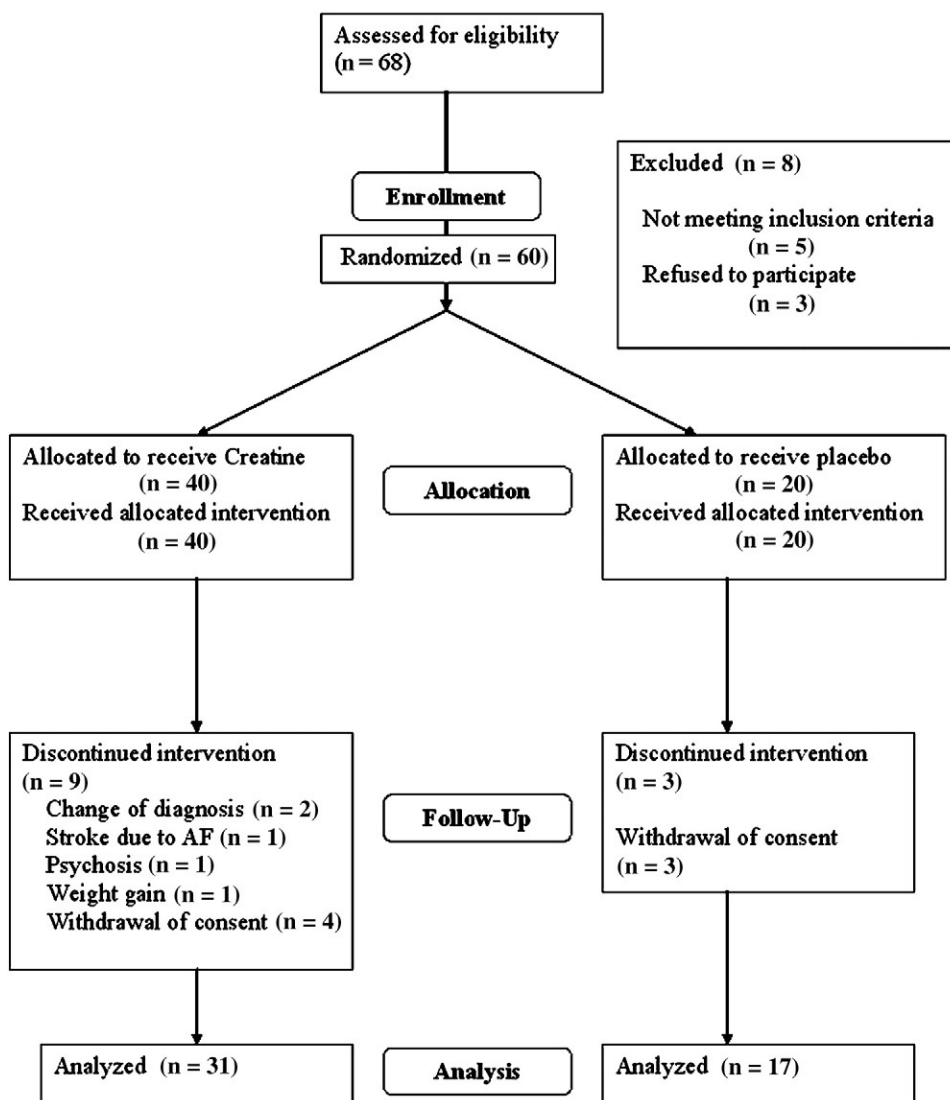 Assessed for eligibility
(n = 68)
Excluded (n = 8)
Not meeting inclusion criteria
(n = 5)
Refused to participate
(n = 3)
Enrollment
Randomized (n = 60)
Allocated to receive Creatine
(n = 40)
Received allocated intervention
(n = 40)
Allocation
Allocated to receive placebo
(n = 20)
Received allocated intervention
(n = 20)
Discontinued intervention
(n = 9)
Change of diagnosis (n = 2)
Stroke due to AF (n = 1)
Psychosis (n = 1)
Weight gain (n = 1)
Withdrawal of consent (n = 4)
Follow-Up
Discontinued intervention
(n = 3)
Withdrawal of consent
(n = 3)
Analyzed (n = 31)
Analysis
Analyzed (n = 17)